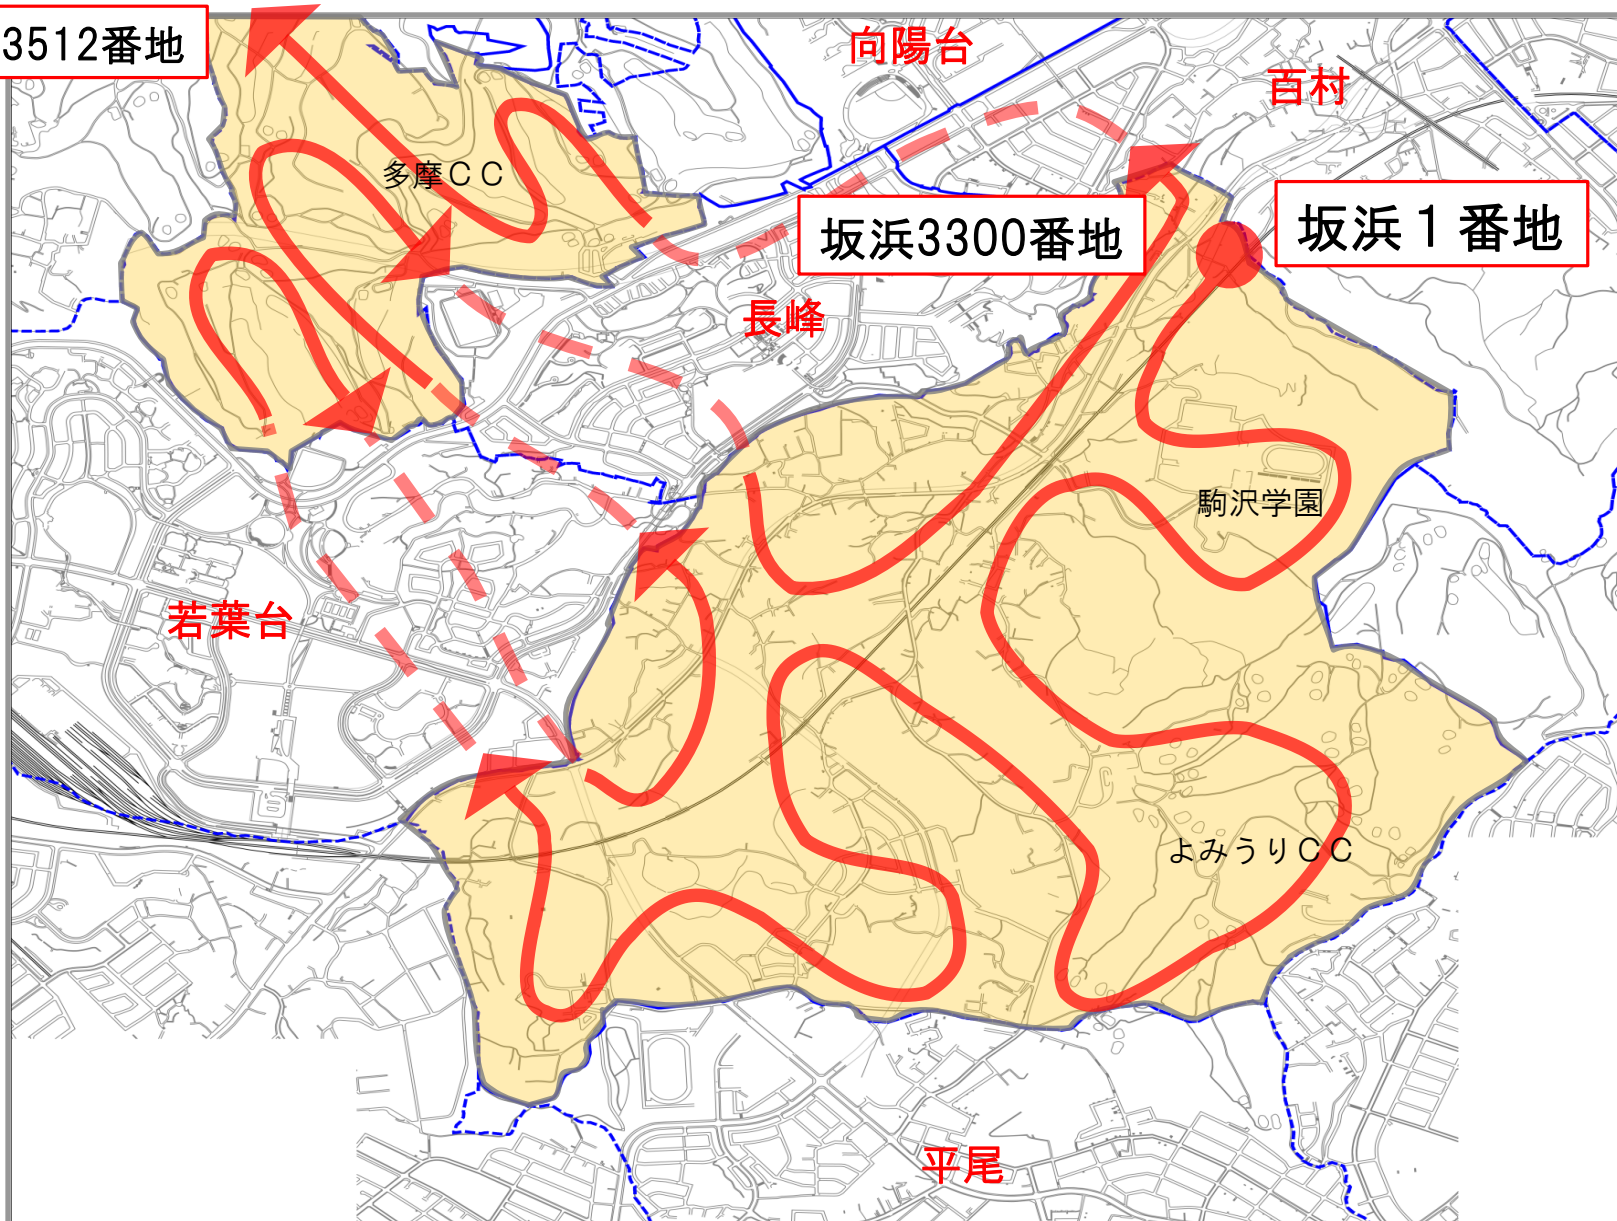 3512番地
向陽台
百村
多摩ＣＣ
坂浜3300番地
坂浜１番地
長峰
駒沢学園
若葉台
よみうりＣＣ
平尾